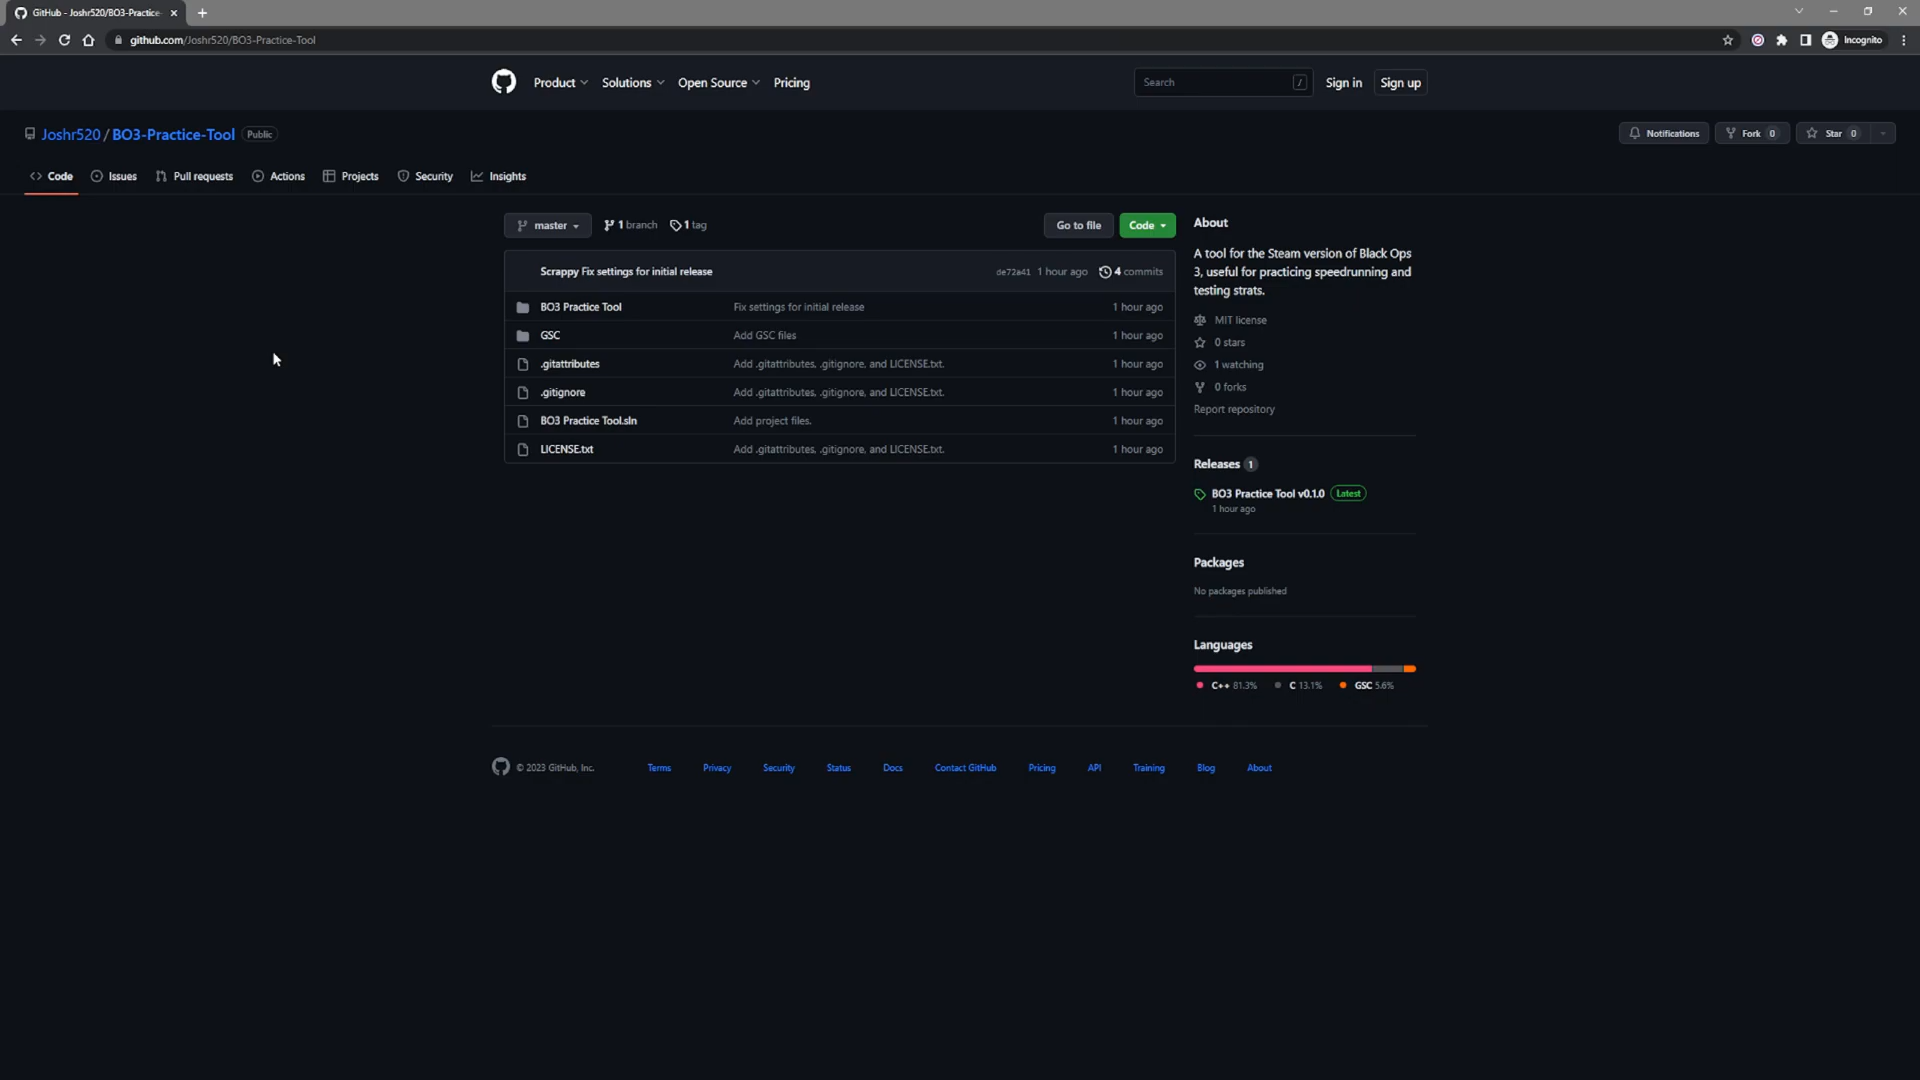 GitHub - Joshr520/BO3-Practice-
github.com/Joshr520/BO3-Practice-Tool
Incognito
Product
Solutions
Open Source
Pricing
Search
/
Sign in
Sign up
Joshr520 / BO3-Practice-Tool
Public
Notifications
Fork 0
Star 0
<> Code
Issues
Pull requests
Actions
Projects
Security
Insights
master
1 branch
1 tag
Go to file
Code
Scrappy Fix settings for initial release
de72a41 1 hour ago
4 commits
BO3 Practice Tool Fix settings for initial release 1 hour ago
GSC Add GSC files 1 hour ago
.gitattributes Add .gitattributes, .gitignore, and LICENSE.txt. 1 hour ago
.gitignore Add .gitattributes, .gitignore, and LICENSE.txt. 1 hour ago
BO3 Practice Tool.sln Add project files. 1 hour ago
LICENSE.txt Add .gitattributes, .gitignore, and LICENSE.txt. 1 hour ago
About
A tool for the Steam version of Black Ops
3, useful for practicing speedrunning and
testing strats.
MIT license
0 stars
1 watching
0 forks
Report repository
Releases 1
BO3 Practice Tool v0.1.0 Latest
1 hour ago
Packages
No packages published
Languages
C++ 81.3% C 13.1% GSC 5.6%
© 2023 GitHub, Inc.
Terms
Privacy
Security
Status
Docs
Contact GitHub
Pricing
API
Training
Blog
About